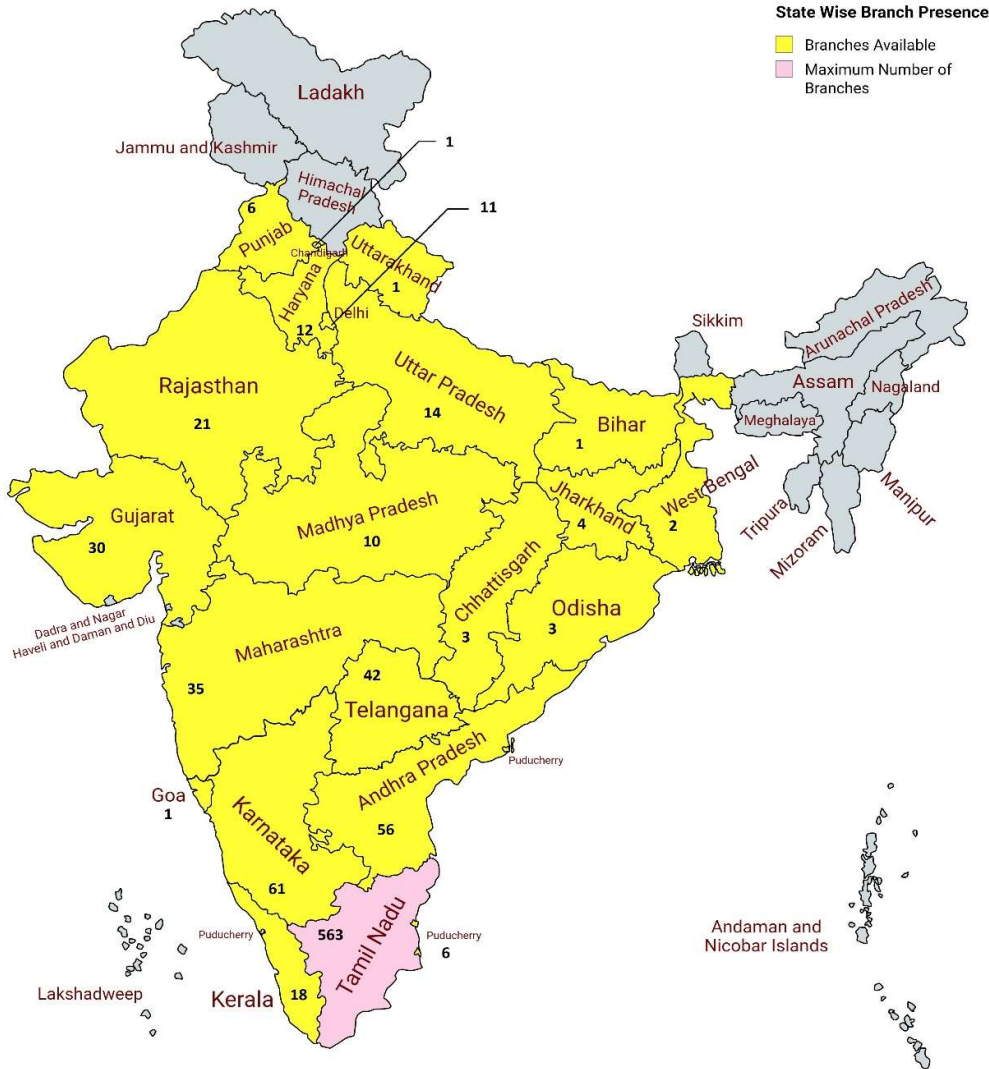 State Wise Branch Presence
Branches Available
Maximum Number of
Branches
Ladakh
Jammu and Kashmir
1
Himachal
Pradesh
6
11
Punjab
Chandigarh
Uttarakhand
1
Haryana
12
Delhi
Sikkim
Arunachal Pradesh
Rajasthan
21
Uttar Pradesh
14
Assam
Nagaland
Meghalaya
Bihar
1
Manipur
Tripura
Mizoram
Gujarat
30
Madhya Pradesh
10
Jharkhand
4
West Bengal
2
Chhattisgarh
3
Odisha
3
Dadra and Nagar
Haveli and Daman and Diu
Maharashtra
35
42
Telangana
Andhra Pradesh
56
Puducherry
Goa
1
Karnataka
61
Puducherry
563
Tamil Nadu
Puducherry
6
Andaman and
Nicobar Islands
Lakshadweep
Kerala
18